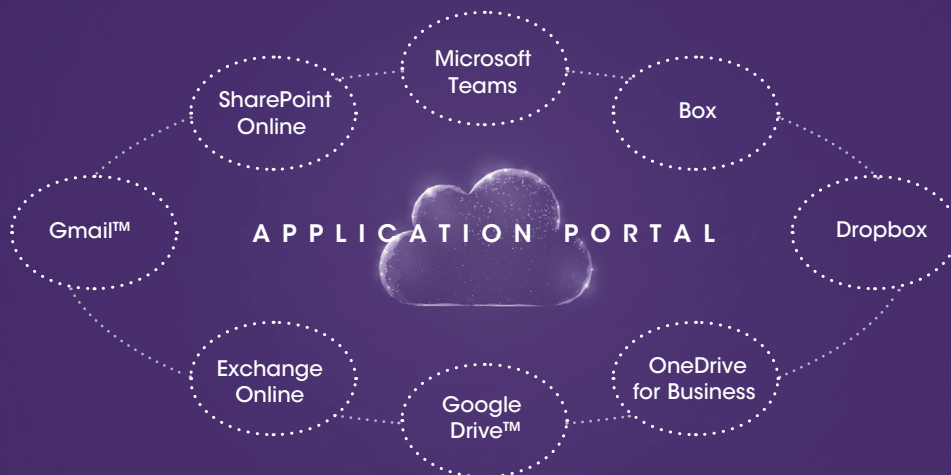 Microsoft
Teams
SharePoint
Online
Box
Gmail™
APPLICATION PORTAL
Dropbox
Exchange
Online
OneDrive
for Business
Google
Drive™